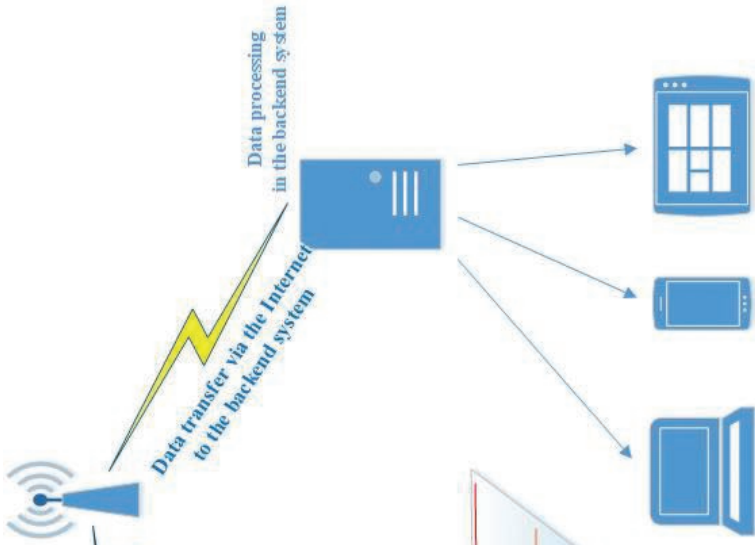 Data processing
in the backend system
Data transfer via the Internet
to the backend system